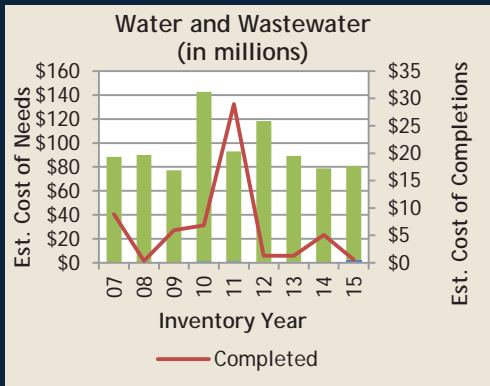 Water and Wastewater
(in millions)
Est. Cost of Needs
$160
$140
$120
$100
$80
$60
$40
$20
$0
$35
$30
$25
$20
$15
$10
$5
$0
Est. Cost of Completions
07 08 09 10 11 12 13 14 15
Inventory Year
Completed